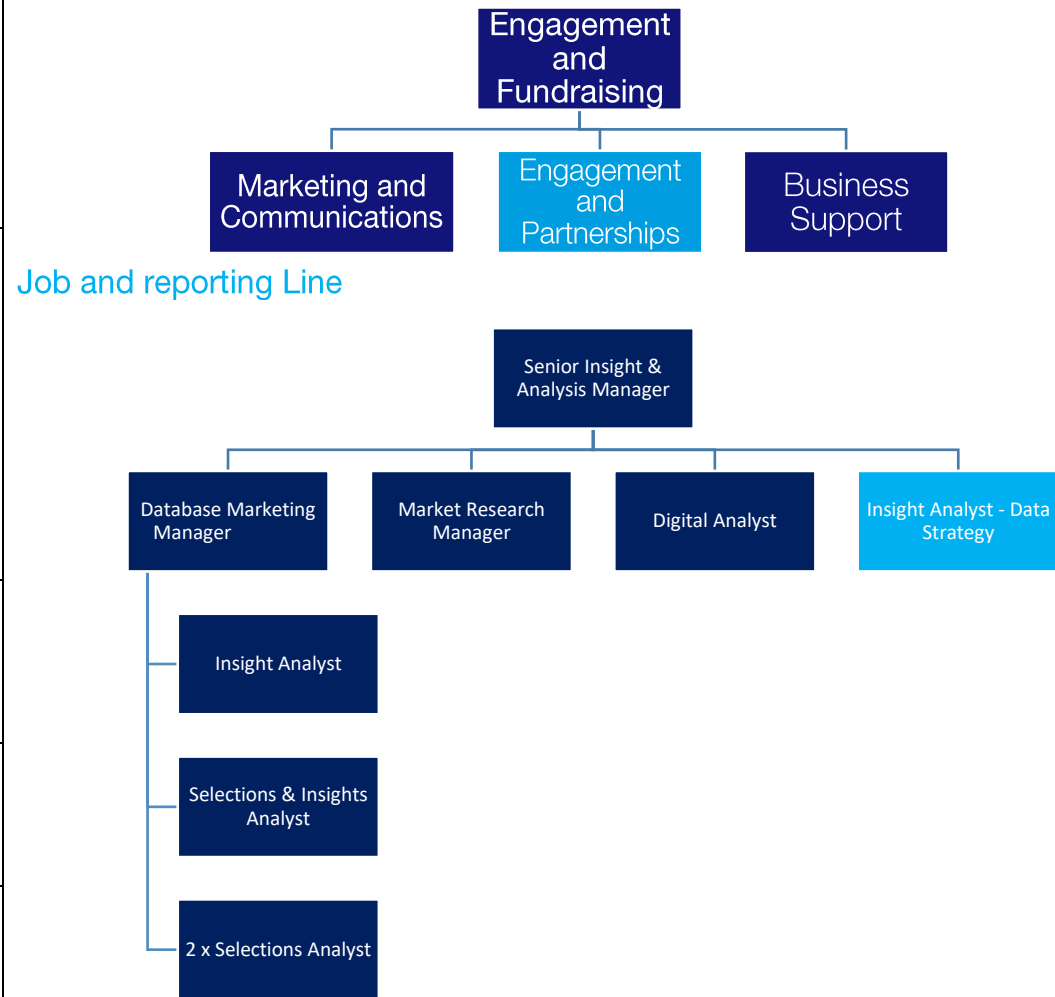 Engagement
and
Fundraising
Marketing and
Communications
Engagement
and
Partnerships
Business
Support
Job and reporting Line
Senior Insight &
Analysis Manager
Database Marketing
Manager
Market Research
Manager
Digital Analyst
Insight Analyst - Data
Strategy
Insight Analyst
Selections & Insights
Analyst
2 x Selections Analyst